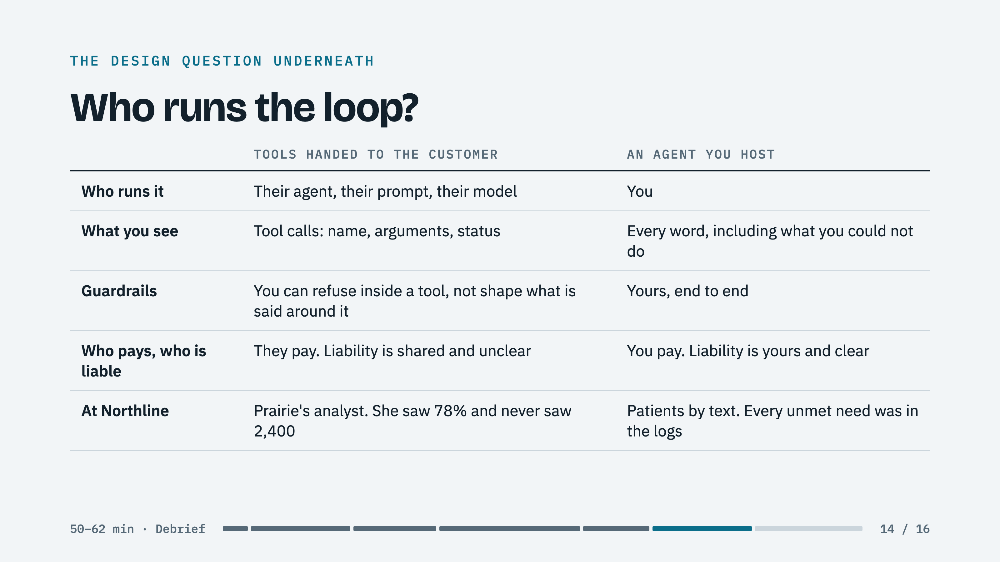 THE DESIGN QUESTION UNDERNEATH
Who runs the loop?
TOOLS HANDED TO THE CUSTOMER
AN AGENT YOU HOST
Who runs it
Their agent, their prompt, their model
You
What you see
Tool calls: name, arguments, status
Every word, including what you could not
do
Guardrails
You can refuse inside a tool, not shape what is
said around it
Yours, end to end
Who pays, who is
liable
They pay. Liability is shared and unclear
You pay. Liability is yours and clear
At Northline
Prairie's analyst. She saw 78% and never saw
2,400
Patients by text. Every unmet need was in
the logs
50–62 min · Debrief
14 / 16